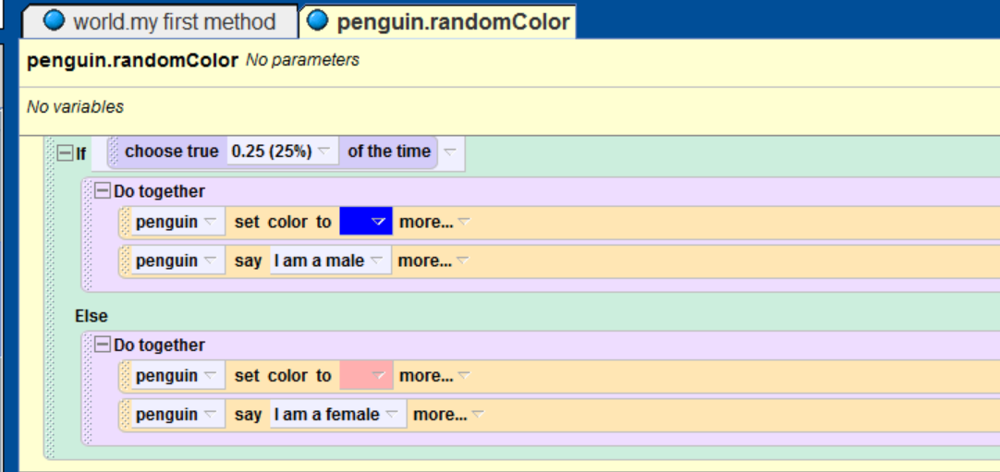 world.my first method penguin.randomColor
penguin.randomColor No parameters
No variables
If choose true 0.25 (25%) of the time
Do together
penguin set color to more...
penguin say I am a male more...
Else
Do together
penguin set color to more...
penguin say I am a female more...